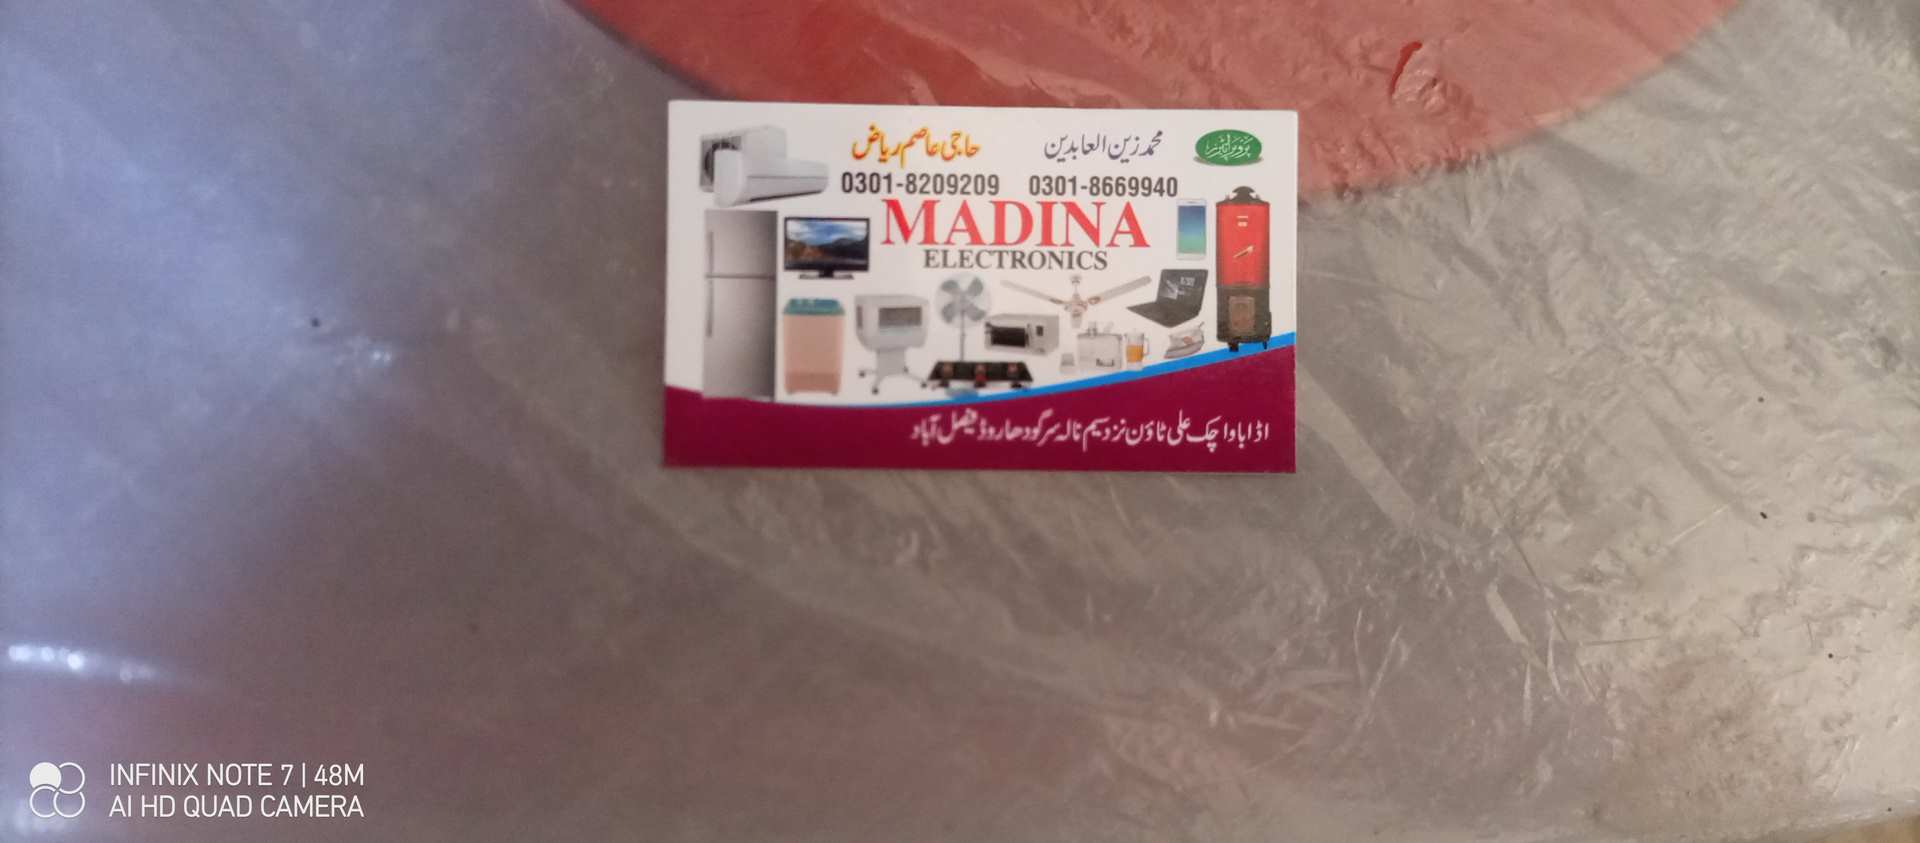 پروپرائیٹرز
محمد زین العابدین
حاجی عاصم ریاض
0301-8209209 0301-8669940
MADINA
ELECTRONICS
اڈا باوا چک علی ٹاؤن نزد سیم نالہ سرگودھا روڈ فیصل آباد
INFINIX NOTE 7 | 48M
AI HD QUAD CAMERA